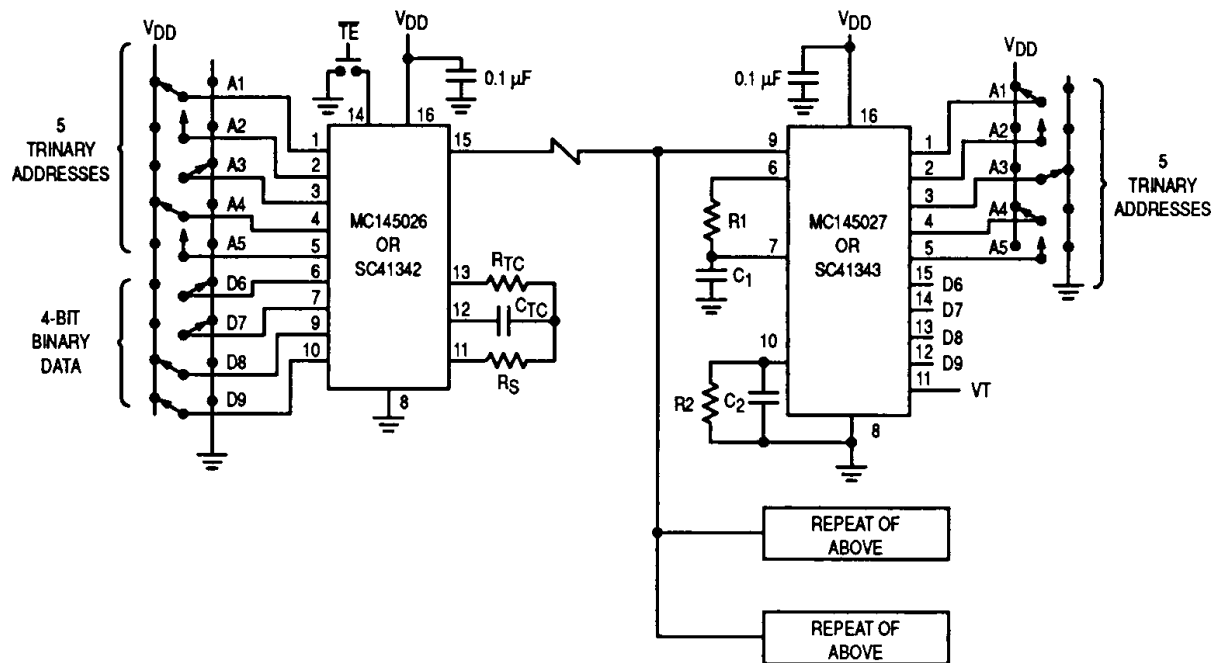 VDD
TE
VDD
0.1 µF
5
TRINARY
ADDRESSES
A1
A2
A3
A4
A5
4-BIT
BINARY
DATA
D6
D7
D8
D9
14
16
1
2
3
4
5
6
7
9
10
15
13
12
11
8
MC145026
OR
SC41342
RTC
CTC
RS
VDD
0.1 µF
16
9
6
7
10
R1
C1
R2
C2
MC145027
OR
SC41343
1
2
3
4
5
15
14
13
12
11
8
D6
D7
D8
D9
VT
VDD
A1
A2
A3
A4
A5
5
TRINARY
ADDRESSES
REPEAT OF
ABOVE
REPEAT OF
ABOVE